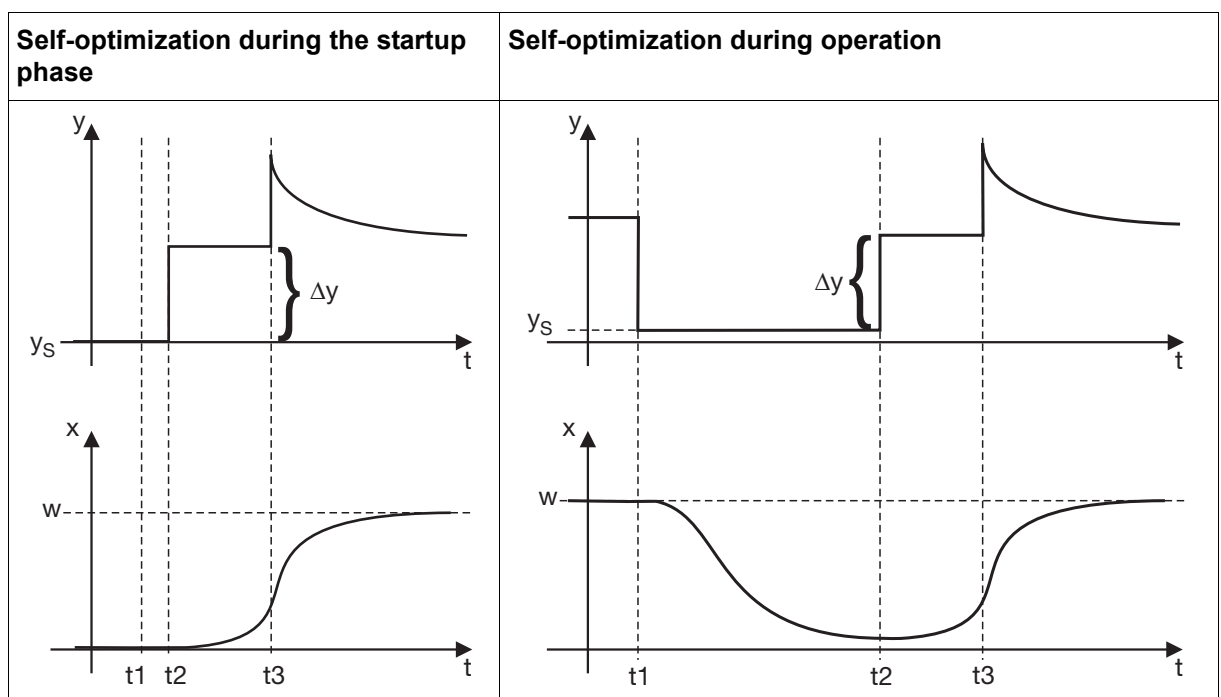 Self-optimization during the startup
phase
Self-optimization during operation
y
Δy
yS
t
x
w
t1 t2 t3
t
y
Δy
yS
t
x
w
t1 t2 t3
t